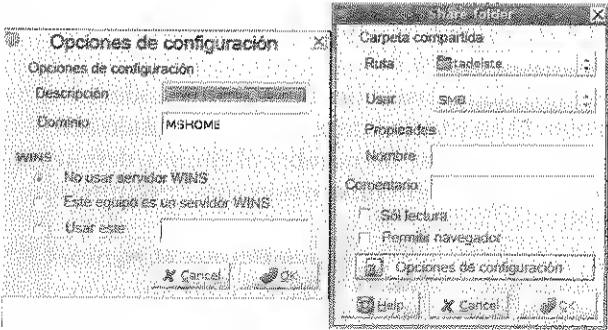 Opciones de configuración
Opciones de configuración
Descripción
Dominio
MSHOME
WINS
No usar servidor WINS
Este equipo es un servidor WINS
Usar este
Cancel
OK
Share folder
Carpeta compartida
Ruta
tadelste
Usar
SMB
Propiedades
Nombre
Comentario
Sól lectura
Permitir navegador
Opciones de configuración
Help
Cancel
OK